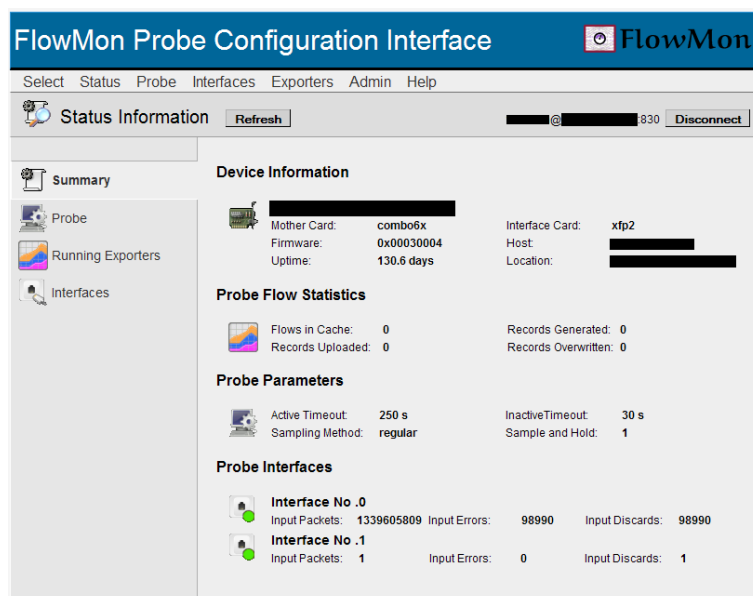 FlowMon Probe Configuration Interface FlowMon
Select Status Probe Interfaces Exporters Admin Help
Status Information Refresh @ :830 Disconnect
Summary
Probe
Running Exporters
Interfaces
Device Information
Mother Card: combo6x Interface Card: xfp2
Firmware: 0x00030004 Host:
Uptime: 130.6 days Location:
Probe Flow Statistics
Flows in Cache: 0 Records Generated: 0
Records Uploaded: 0 Records Overwritten: 0
Probe Parameters
Active Timeout: 250 s InactiveTimeout: 30 s
Sampling Method: regular Sample and Hold: 1
Probe Interfaces
Interface No .0
Input Packets: 1339605809 Input Errors: 98990 Input Discards: 98990
Interface No .1
Input Packets: 1 Input Errors: 0 Input Discards: 1